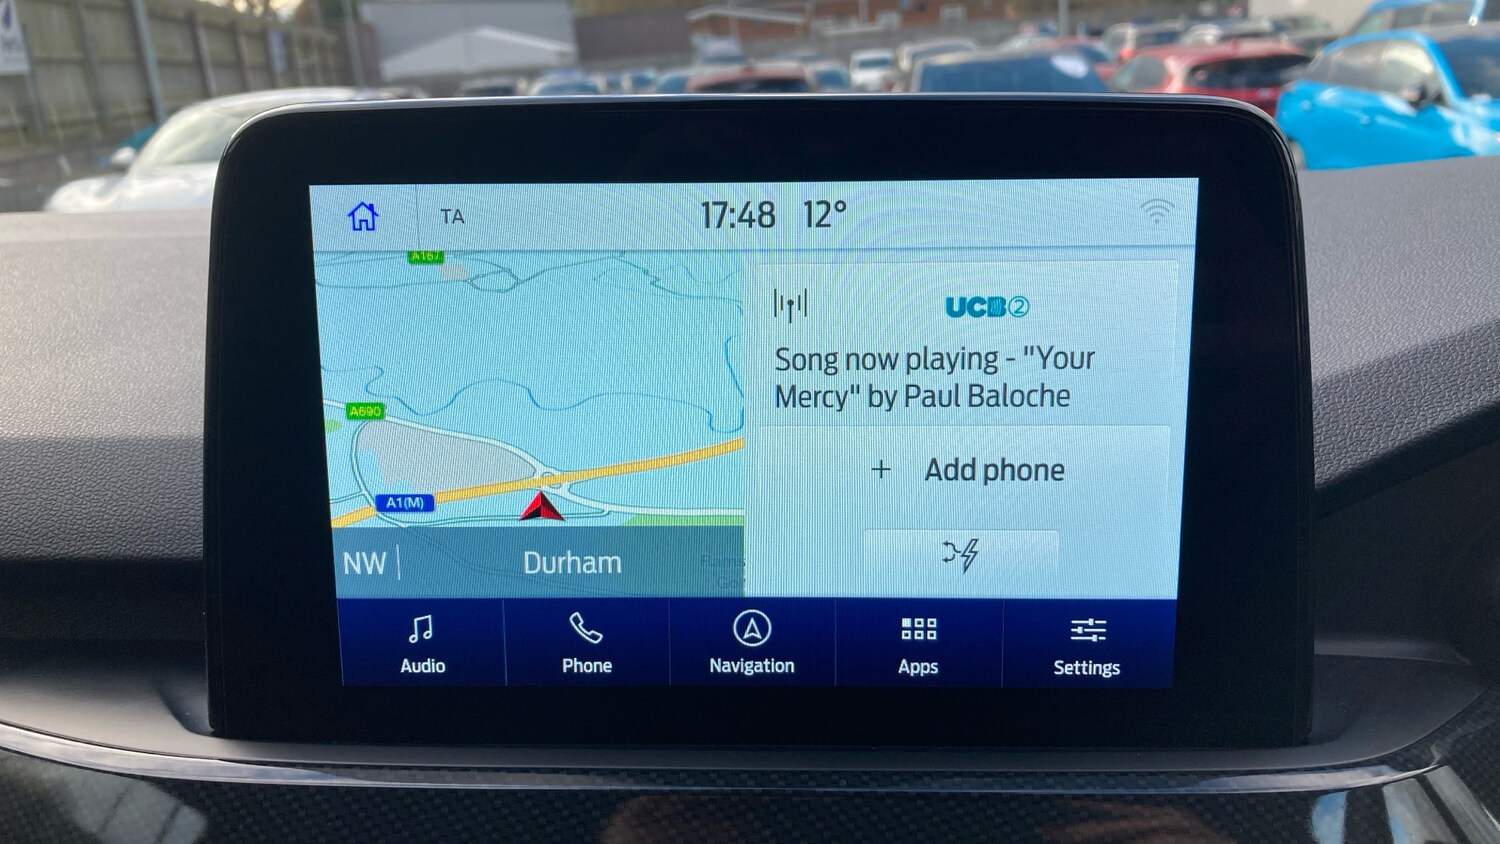 TA
17:48 12°
A167
A690
A1(M)
NW
Durham
UCB2
Song now playing - "Your
Mercy" by Paul Baloche
+ Add phone
Audio
Phone
Navigation
Apps
Settings